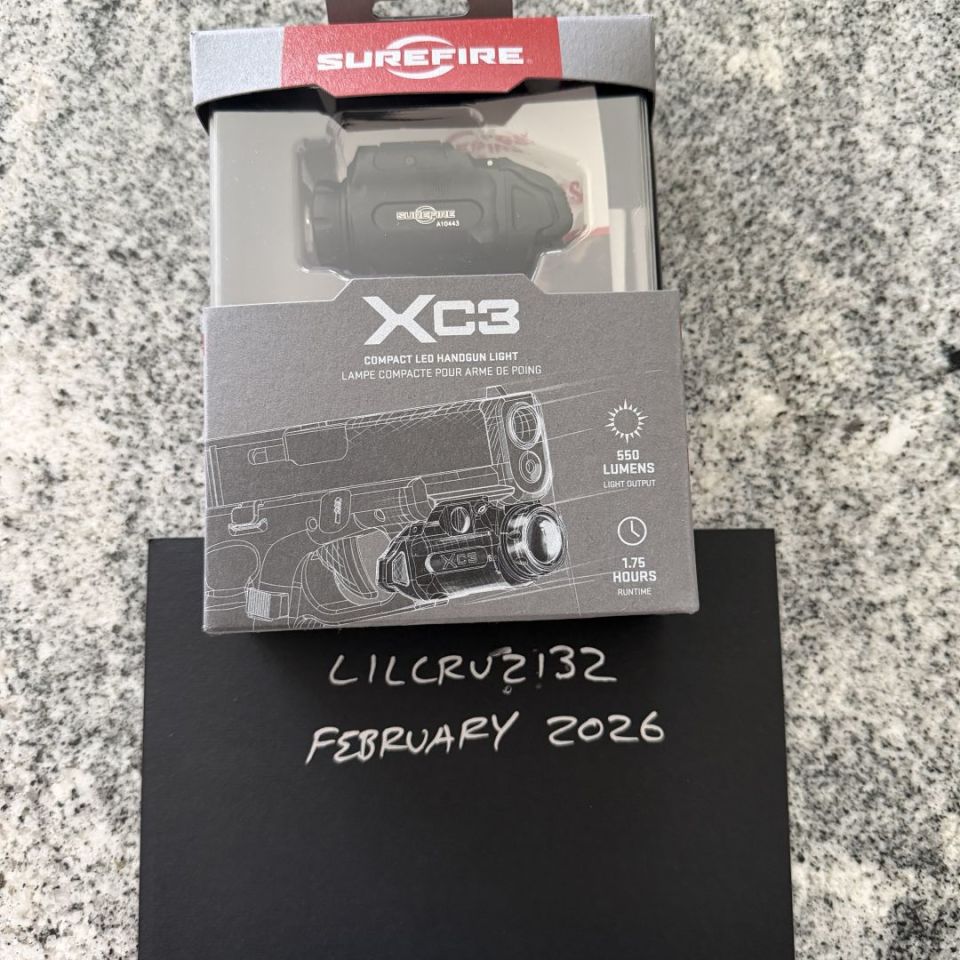 SUREFIRE
SUREFIRE
A10443
XC3
COMPACT LED HANDGUN LIGHT
LAMPE COMPACTE POUR ARME DE POING
550
LUMENS
LIGHT OUTPUT
XC3
1.75
HOURS
RUNTIME
LILCRUZ132
FEBRUARY 2026